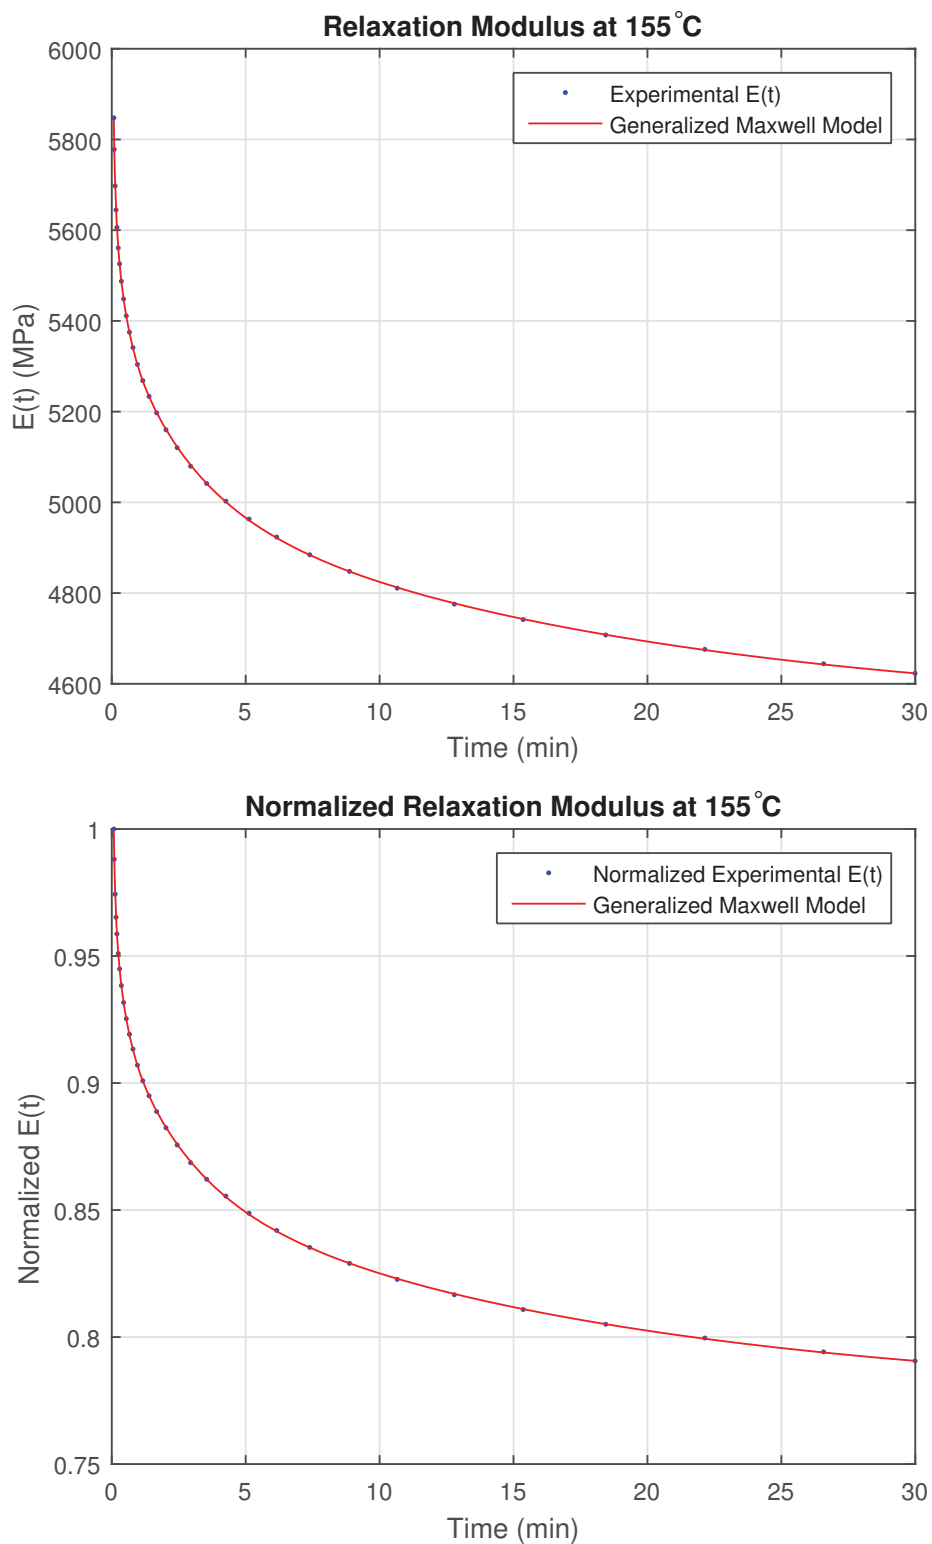 Relaxation Modulus at 155°C
6000
5800
5600
5400
5200
5000
4800
4600
E(t) (MPa)
Experimental E(t)
Generalized Maxwell Model
0 5 10 15 20 25 30
Time (min)
Normalized Relaxation Modulus at 155°C
1
0.95
0.9
0.85
0.8
0.75
Normalized E(t)
Normalized Experimental E(t)
Generalized Maxwell Model
0 5 10 15 20 25 30
Time (min)